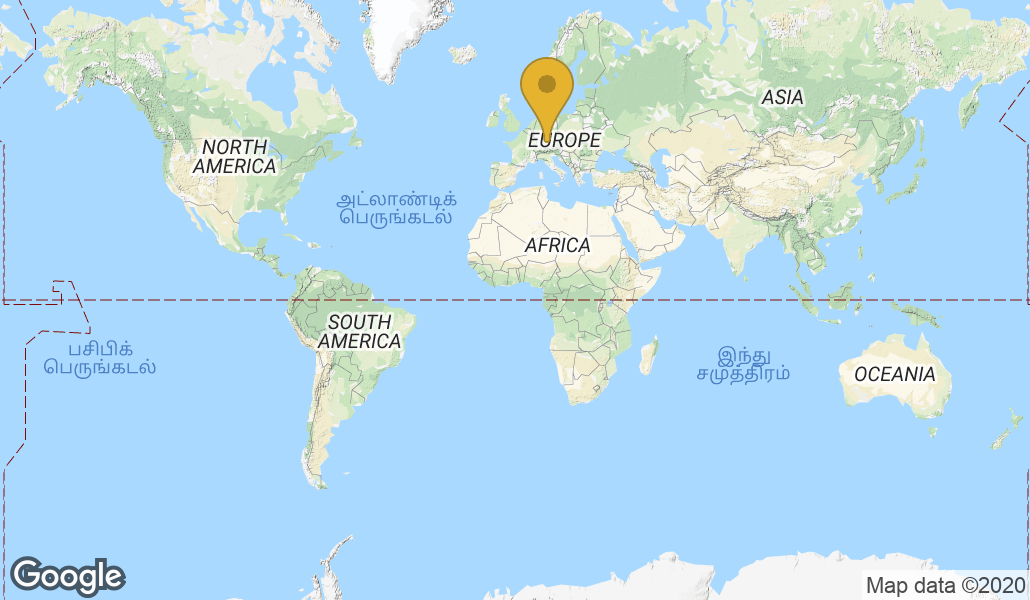 ASIA
EUROPE
NORTH
AMERICA
அட்லாண்டிக்
பெருங்கடல்
AFRICA
SOUTH
AMERICA
பசிபிக்
பெருங்கடல்
இந்து
சமுத்திரம்
OCEANIA
Google
Map data ©2020